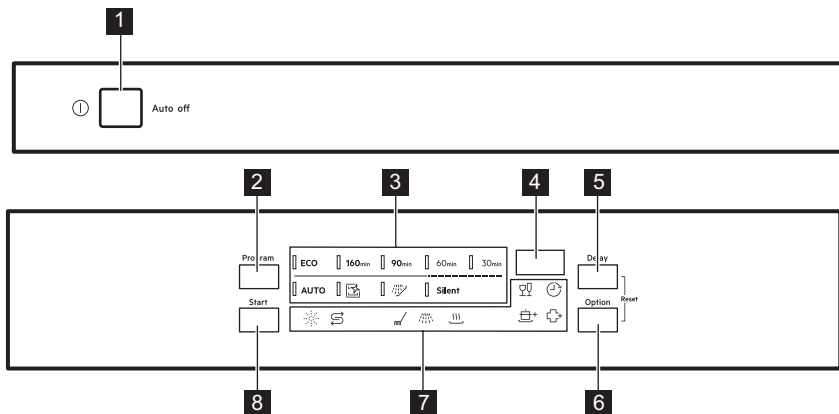 1
Auto off
2 3 4 5
Program Delay
ECO 160min 90min 60min 30min
AUTO Silent
Start Option Reset
8 7 6